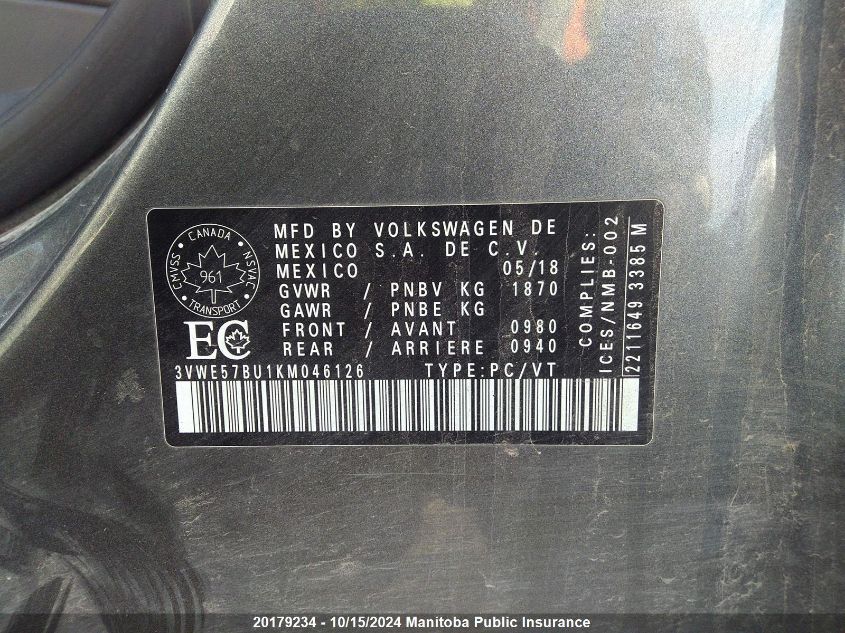 MFD BY VOLKSWAGEN DE
MEXICO S.A. DE C.V.
MEXICO 05/18
GVWR / PNBV KG 1870
GAWR / PNBE KG
FRONT / AVANT 0980
REAR / ARRIERE 0940
CANADA
CMVSS
NSVAC
961
TRANSPORT
EC
3VWE57BU1KM046126 TYPE:PC/VT
COMPLIES:
ICES/NMB-002
2211649 3385 M
20179234 - 10/15/2024 Manitoba Public Insurance